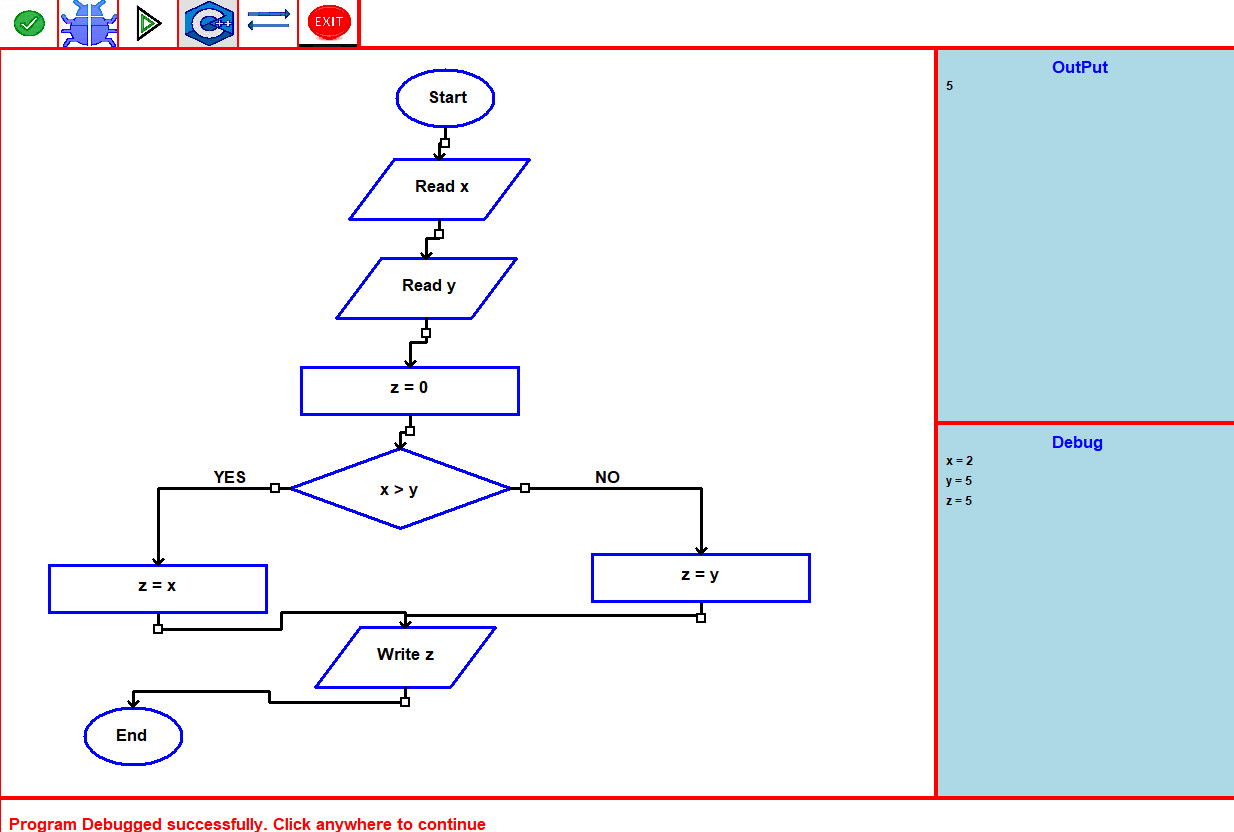 C++
EXIT
Start
Read x
Read y
z = 0
YES
x > y
NO
z = x
z = y
Write z
End
OutPut
5
Debug
x = 2
y = 5
z = 5
Program Debugged successfully. Click anywhere to continue